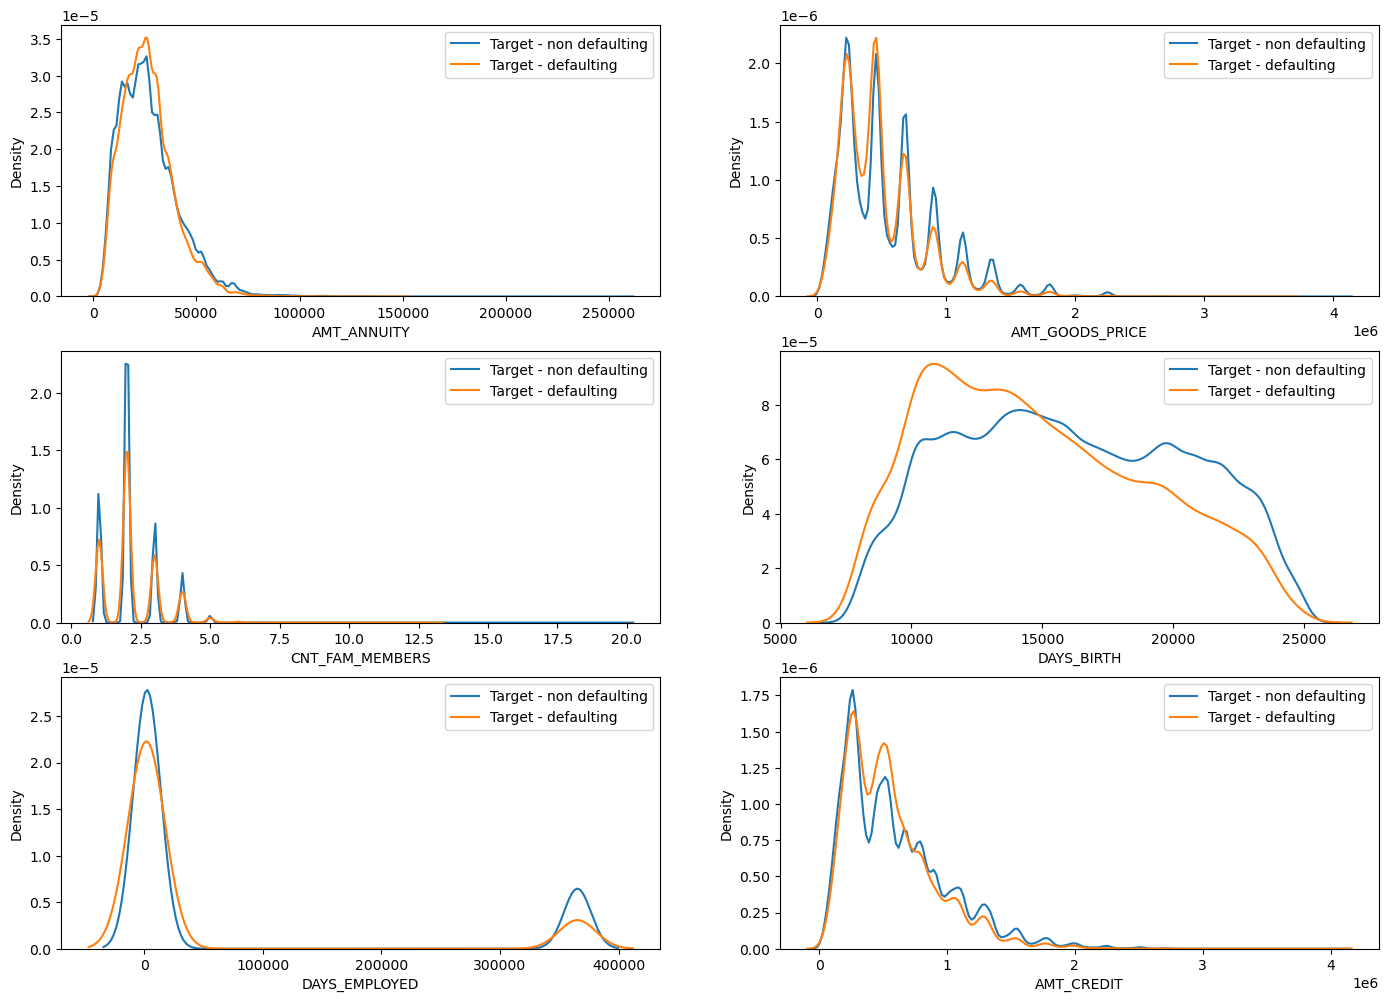 1e−5
Density
3.5
3.0
2.5
2.0
1.5
1.0
0.5
0.0
Target - non defaulting
Target - defaulting
0 50000 100000 150000 200000 250000
AMT_ANNUITY
1e−6
Density
2.0
1.5
1.0
0.5
0.0
Target - non defaulting
Target - defaulting
0 1 2 3 4
1e6
AMT_GOODS_PRICE
Density
2.0
1.5
1.0
0.5
0.0
Target - non defaulting
Target - defaulting
0.0 2.5 5.0 7.5 10.0 12.5 15.0 17.5 20.0
CNT_FAM_MEMBERS
1e−5
Density
8
6
4
2
0
Target - non defaulting
Target - defaulting
5000 10000 15000 20000 25000
DAYS_BIRTH
1e−5
Density
2.5
2.0
1.5
1.0
0.5
0.0
Target - non defaulting
Target - defaulting
0 100000 200000 300000 400000
DAYS_EMPLOYED
1e−6
Density
1.75
1.50
1.25
1.00
0.75
0.50
0.25
0.00
Target - non defaulting
Target - defaulting
0 1 2 3 4
1e6
AMT_CREDIT